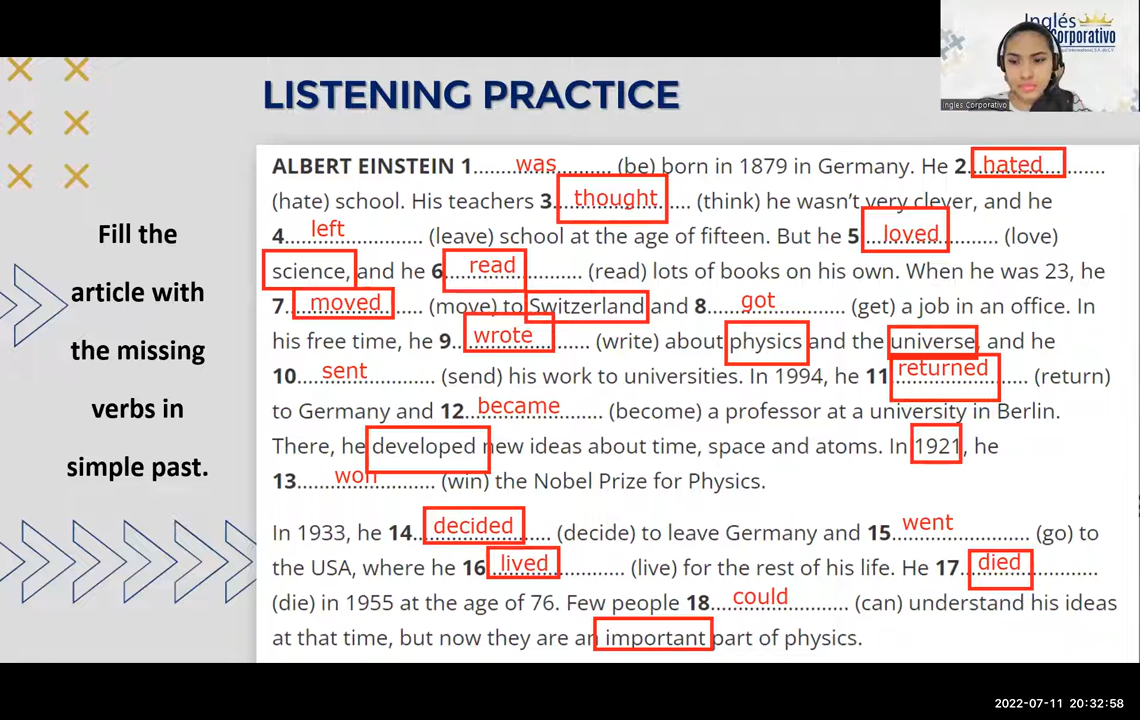 Inglés
Corporativo
Ingles Corporativo
LISTENING PRACTICE
Fill the
article with
the missing
verbs in
simple past.
ALBERT EINSTEIN 1......was.......... (be) born in 1879 in Germany. He 2...hated.........
(hate) school. His teachers 3....thought.... (think) he wasn't very clever, and he
4......left............... (leave) school at the age of fifteen. But he 5...loved......... (love)
science, and he 6....read.......... (read) lots of books on his own. When he was 23, he
7...moved...... (move) to Switzerland and 8........got............ (get) a job in an office. In
his free time, he 9...wrote...... (write) about physics and the universe, and he
10....sent............ (send) his work to universities. In 1994, he 11..returned..... (return)
to Germany and 12...became...... (become) a professor at a university in Berlin.
There, he developed new ideas about time, space and atoms. In 1921, he
13......won......... (win) the Nobel Prize for Physics.
In 1933, he 14...decided..... (decide) to leave Germany and 15...went............ (go) to
the USA, where he 16..lived.......... (live) for the rest of his life. He 17...died..........
(die) in 1955 at the age of 76. Few people 18.....could......... (can) understand his ideas
at that time, but now they are an important part of physics.
2022-07-11 20:32:58